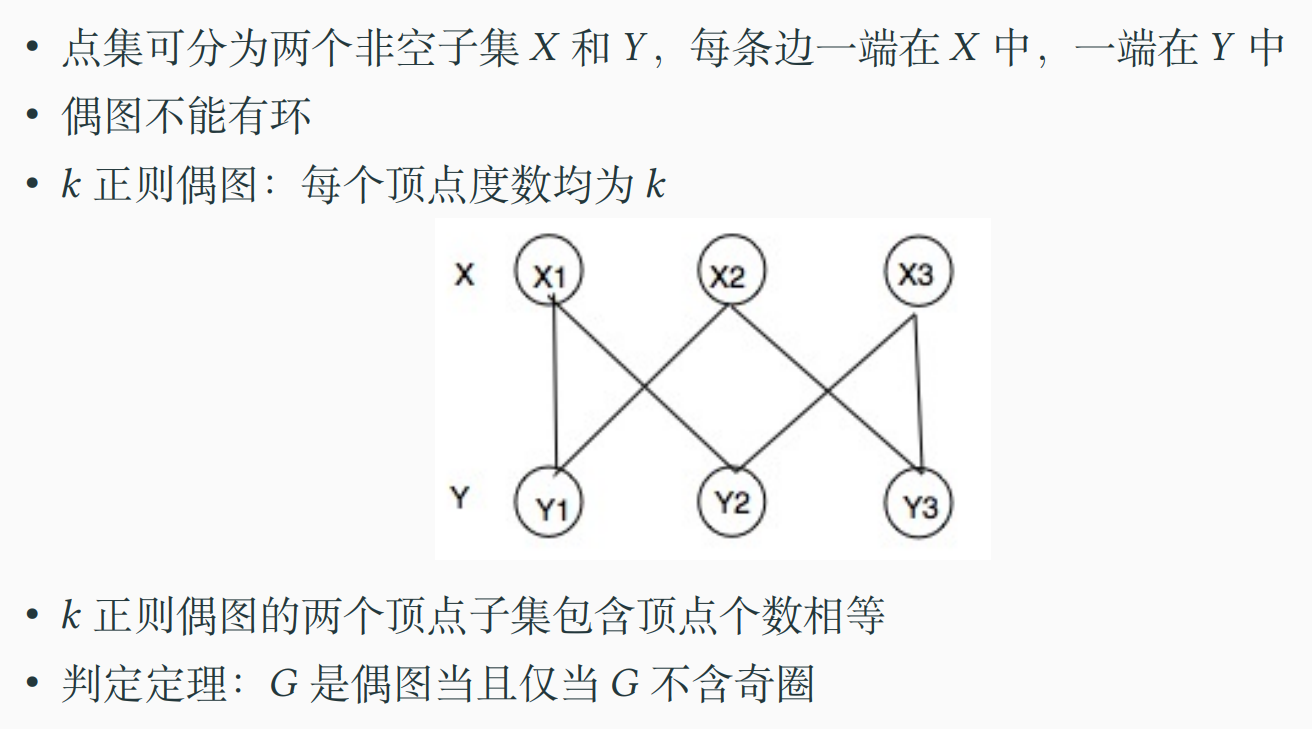 • 点集可分为两个非空子集 X 和 Y，每条边一端在 X 中，一端在 Y 中
• 偶图不能有环
• k 正则偶图：每个顶点度数均为 k
X X1 X2 X3
Y Y1 Y2 Y3
• k 正则偶图的两个顶点子集包含顶点个数相等
• 判定定理：G 是偶图当且仅当 G 不含奇圈